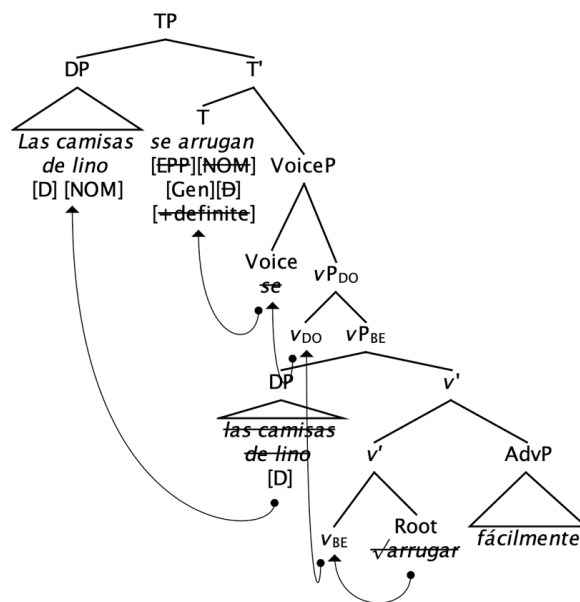 TP
DP T'
T
Las camisas se arrugan
de lino [EPP][NOM] VoiceP
[D] [NOM] [Gen][D]
[+definite]
Voice vP_DO
se
v_DO vP_BE
DP v'
las camisas
de lino v' AdvP
[D]
v_BE Root fácilmente
√arrugar